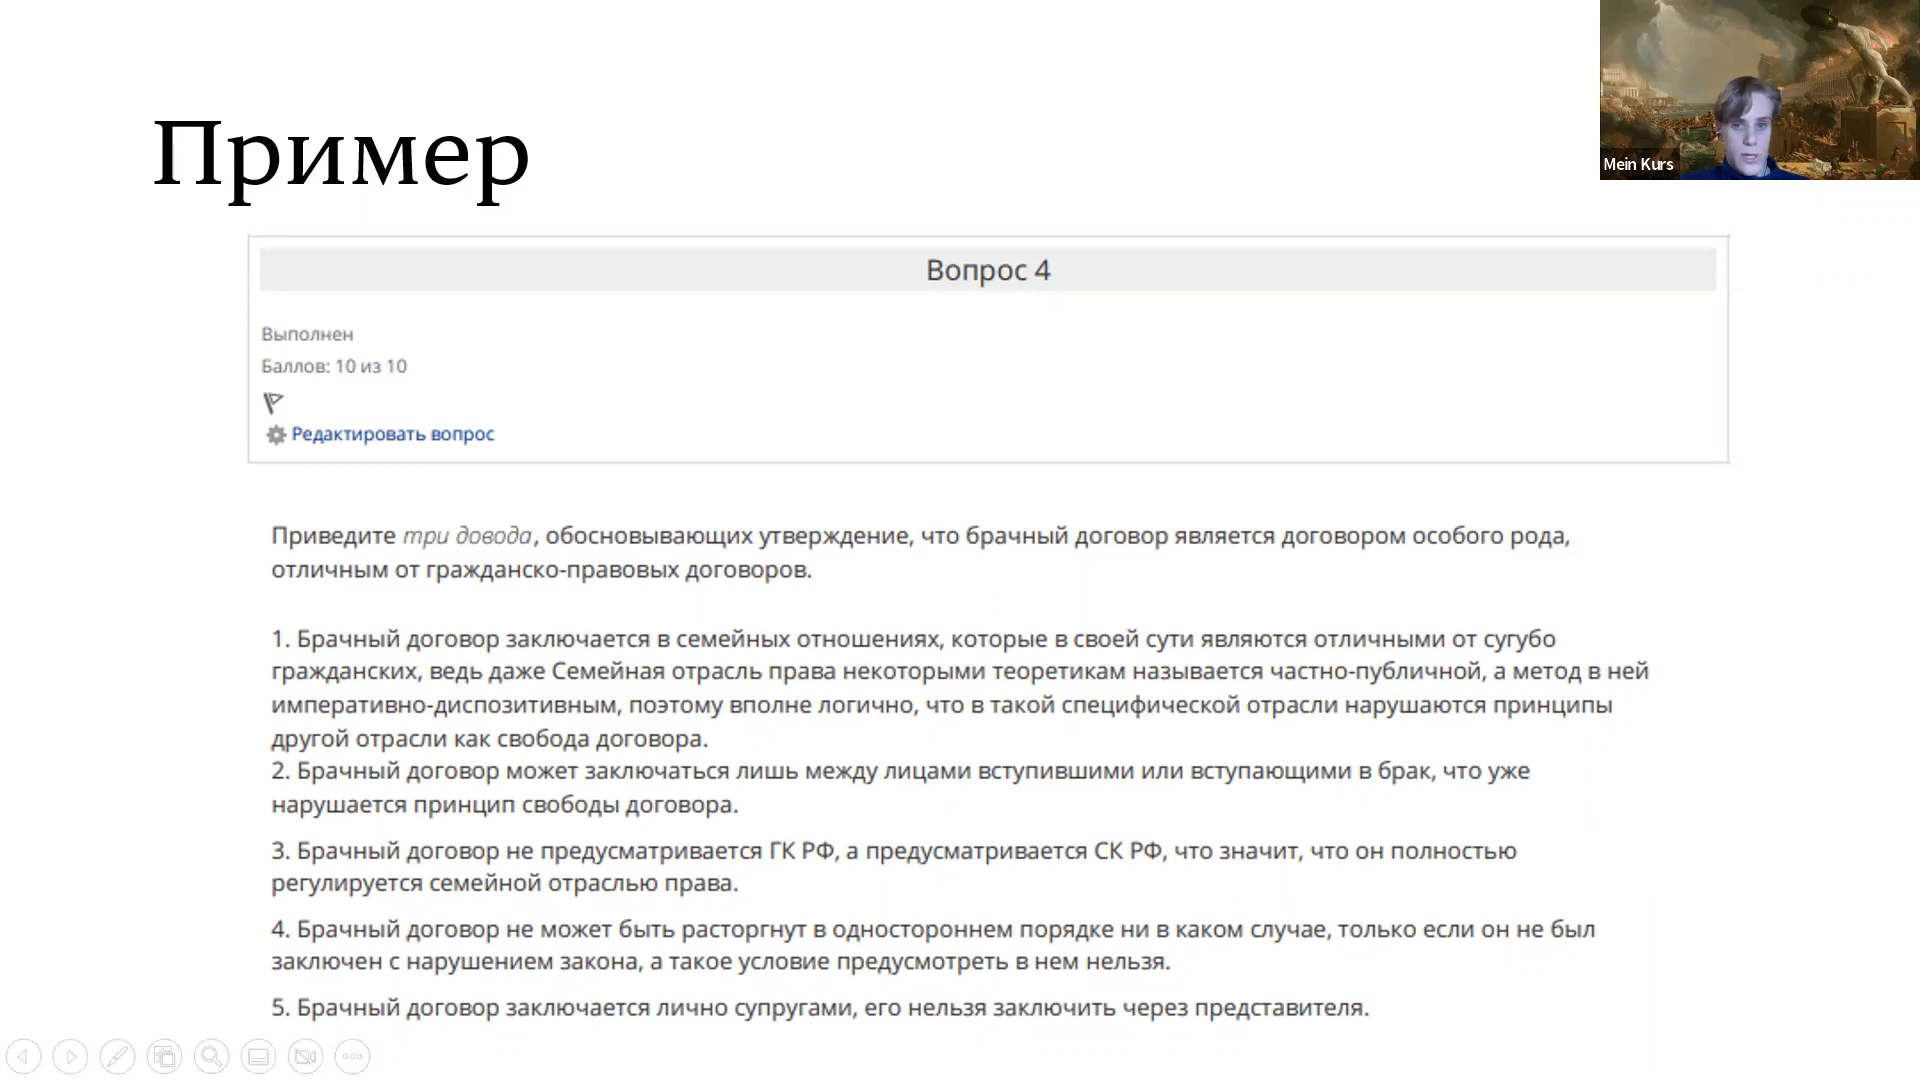 Пример
Mein Kurs
Вопрос 4
Выполнен
Баллов: 10 из 10
Редактировать вопрос
Приведите три довода, обосновывающих утверждение, что брачный договор является договором особого рода,
отличным от гражданско-правовых договоров.
1. Брачный договор заключается в семейных отношениях, которые в своей сути являются отличными от сугубо
гражданских, ведь даже Семейная отрасль права некоторыми теоретикам называется частно-публичной, а метод в ней
императивно-диспозитивным, поэтому вполне логично, что в такой специфической отрасли нарушаются принципы
другой отрасли как свобода договора.
2. Брачный договор может заключаться лишь между лицами вступившими или вступающими в брак, что уже
нарушается принцип свободы договора.
3. Брачный договор не предусматривается ГК РФ, а предусматривается СК РФ, что значит, что он полностью
регулируется семейной отраслью права.
4. Брачный договор не может быть расторгнут в одностороннем порядке ни в каком случае, только если он не был
заключен с нарушением закона, а такое условие предусмотреть в нем нельзя.
5. Брачный договор заключается лично супругами, его нельзя заключить через представителя.